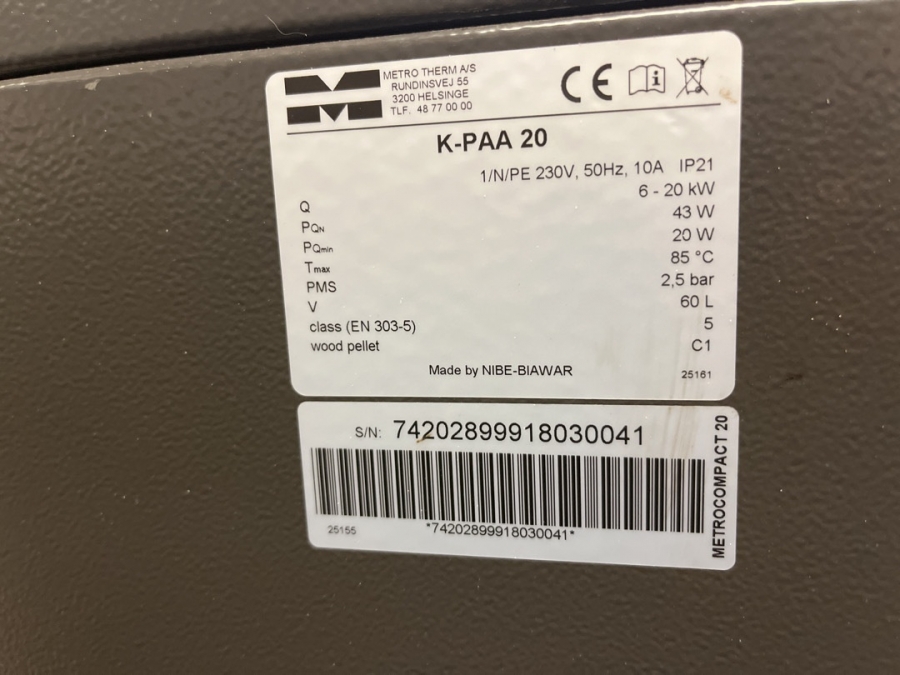 METRO THERM A/S
RUNDINSVEJ 55
3200 HELSINGE
TLF. 48 77 00 00
CE
K-PAA 20
1/N/PE 230V, 50Hz, 10A IP21
Q 6 - 20 kW
PQN 43 W
PQmin 20 W
Tmax 85 °C
PMS 2,5 bar
V 60 L
class (EN 303-5) 5
wood pellet C1
Made by NIBE-BIAWAR 25161
S/N: 74202899918030041
25155 *74202899918030041*
METROCOMPACT 20